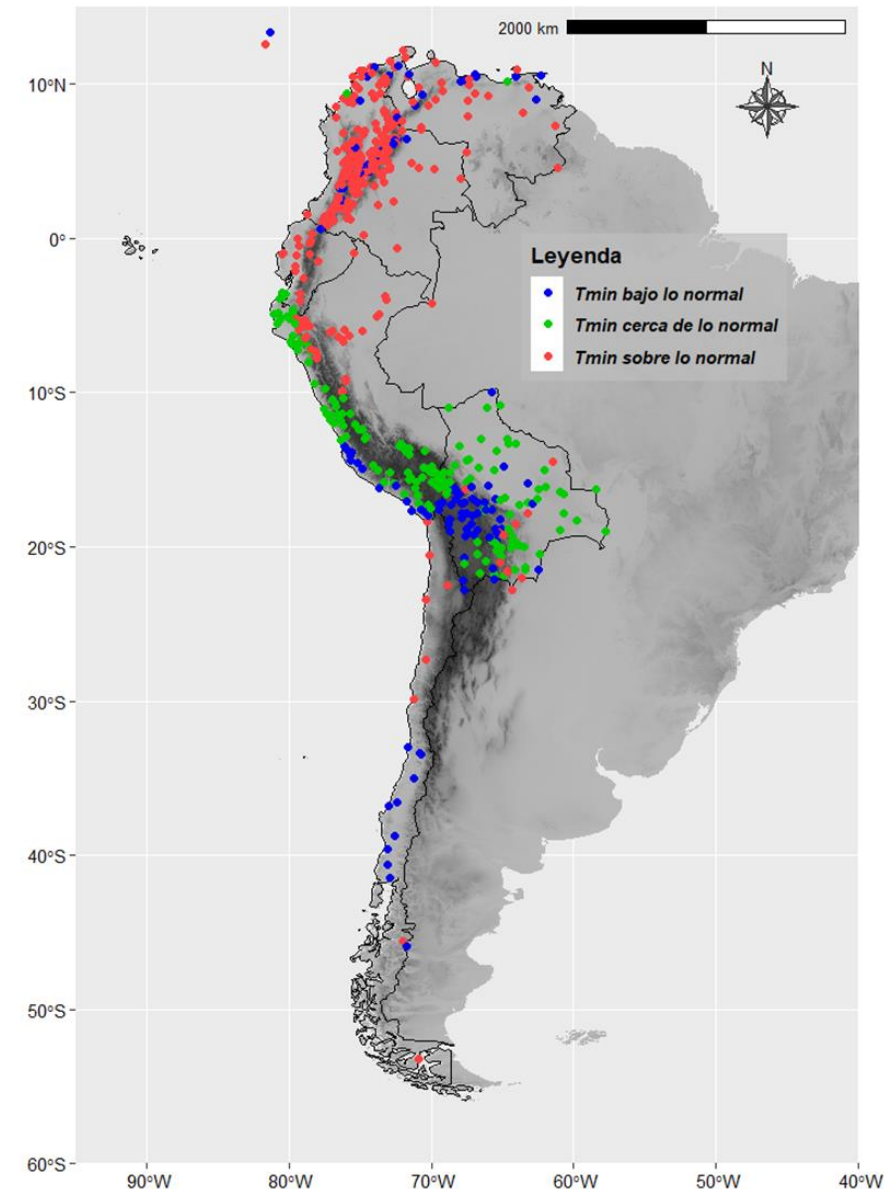 2000 km
N
10°N
0°
10°S
20°S
30°S
40°S
50°S
60°S
Leyenda
Tmin bajo lo normal
Tmin cerca de lo normal
Tmin sobre lo normal
90°W 80°W 70°W 60°W 50°W 40°W